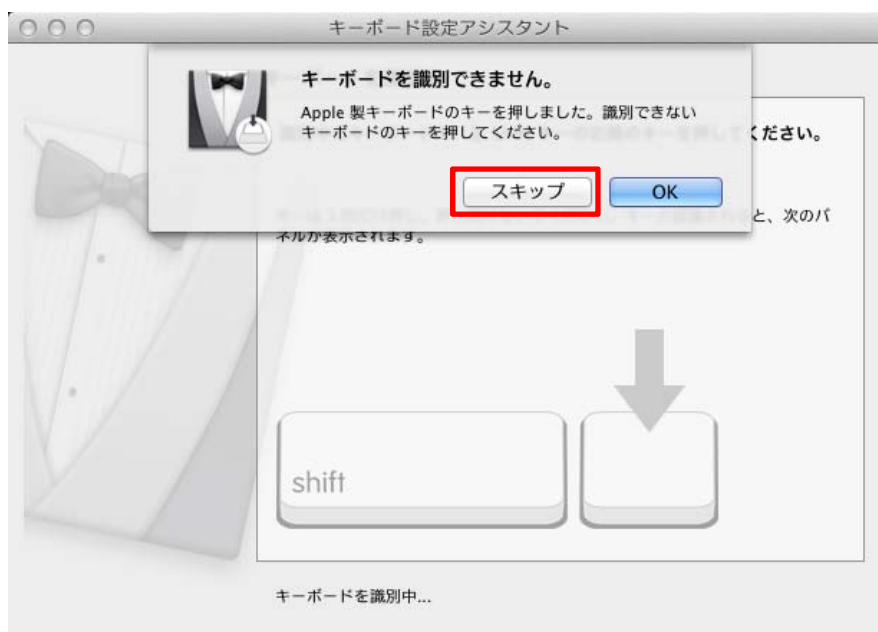 キーボード設定アシスタント
キーボードを識別できません。
Apple 製キーボードのキーを押しました。識別できない
キーボードのキーを押してください。
ください。
スキップ
OK
と、次のパ
ネルが表示されます。
shift
キーボードを識別中...